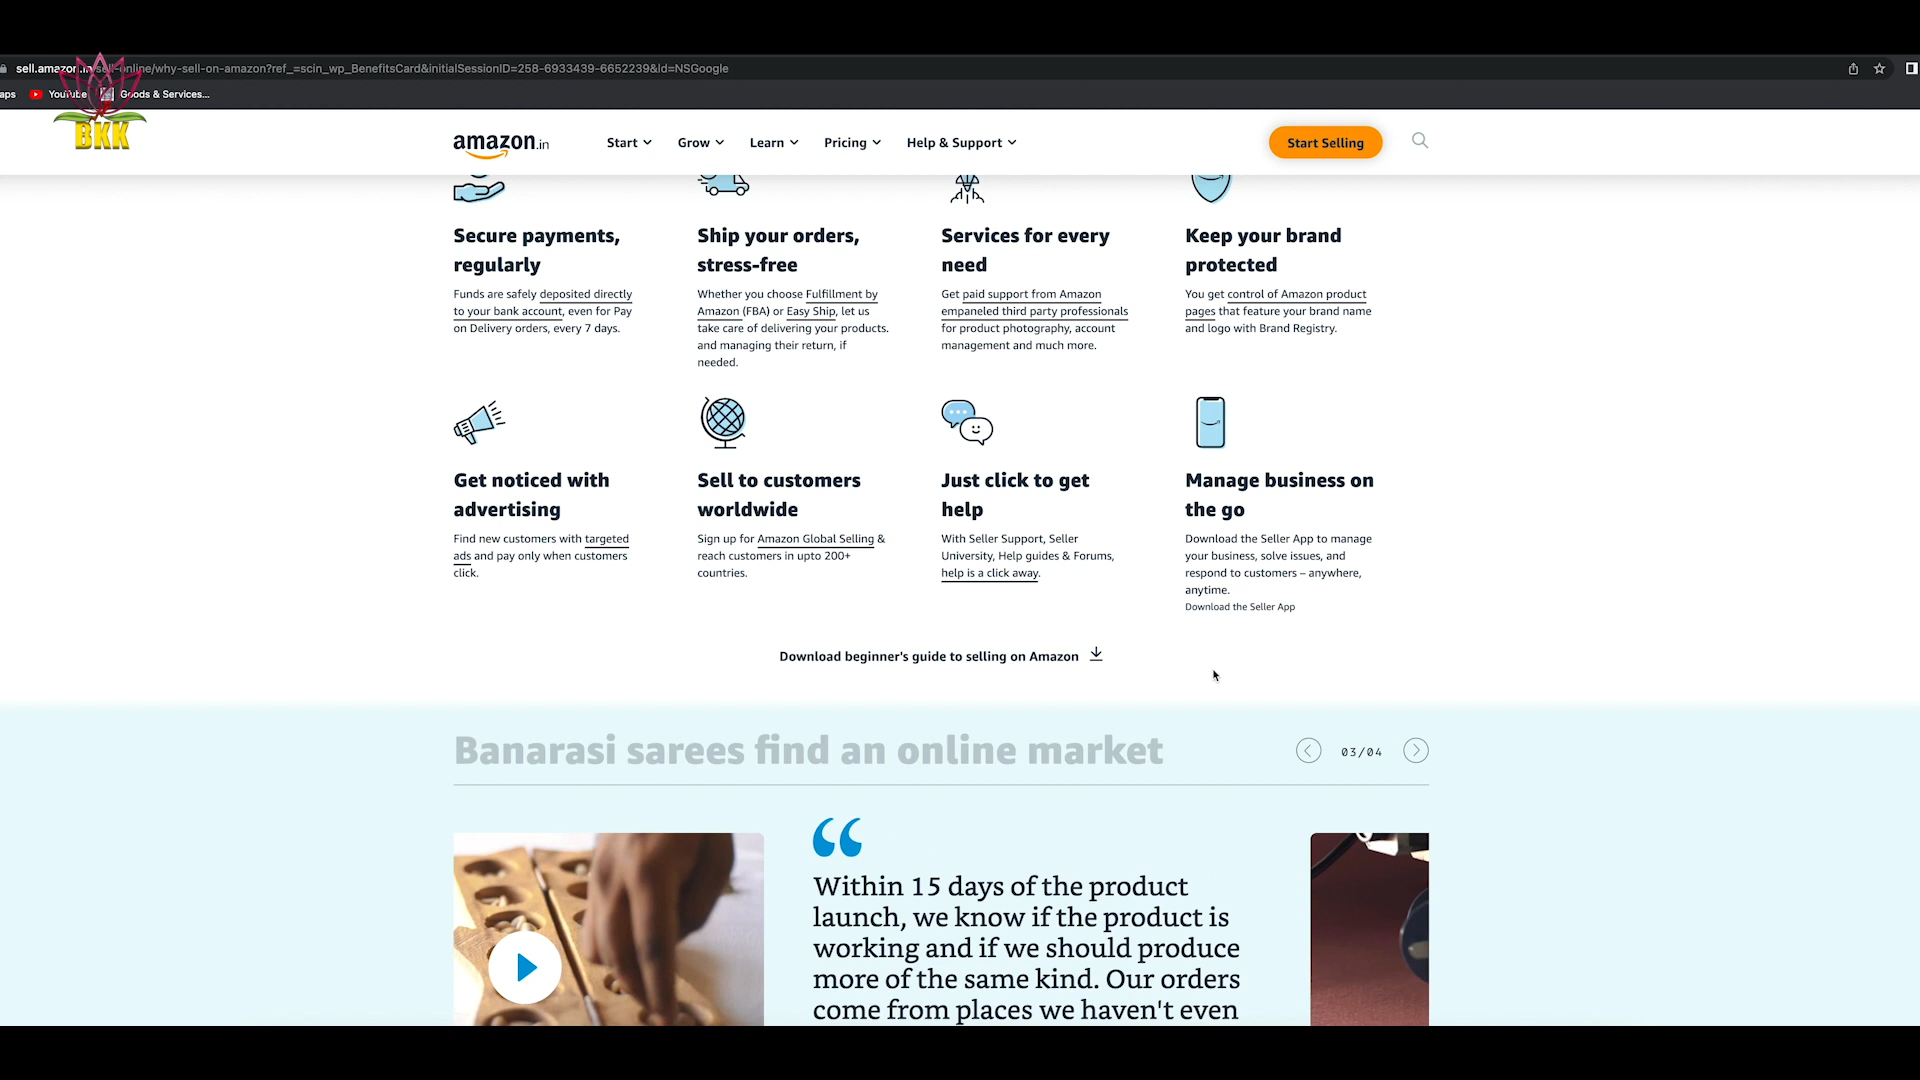 sell.amazon.in/sell-online/why-sell-on-amazon?ref_=scin_wp_BenefitsCard&initialSessionID=258-6933439-6652239&ld=NSGoogle
aps YouTube Goods & Services...
BKK
amazon.in Start Grow Learn Pricing Help & Support Start Selling
Secure payments,
regularly
Funds are safely deposited directly
to your bank account, even for Pay
on Delivery orders, every 7 days.
Ship your orders,
stress-free
Whether you choose Fulfillment by
Amazon (FBA) or Easy Ship, let us
take care of delivering your products.
and managing their return, if
needed.
Services for every
need
Get paid support from Amazon
empaneled third party professionals
for product photography, account
management and much more.
Keep your brand
protected
You get control of Amazon product
pages that feature your brand name
and logo with Brand Registry.
Get noticed with
advertising
Find new customers with targeted
ads and pay only when customers
click.
Sell to customers
worldwide
Sign up for Amazon Global Selling &
reach customers in upto 200+
countries.
Just click to get
help
With Seller Support, Seller
University, Help guides & Forums,
help is a click away.
Manage business on
the go
Download the Seller App to manage
your business, solve issues, and
respond to customers – anywhere,
anytime.
Download the Seller App
Download beginner's guide to selling on Amazon
Banarasi sarees find an online market
03/04
“
Within 15 days of the product
launch, we know if the product is
working and if we should produce
more of the same kind. Our orders
come from places we haven't even